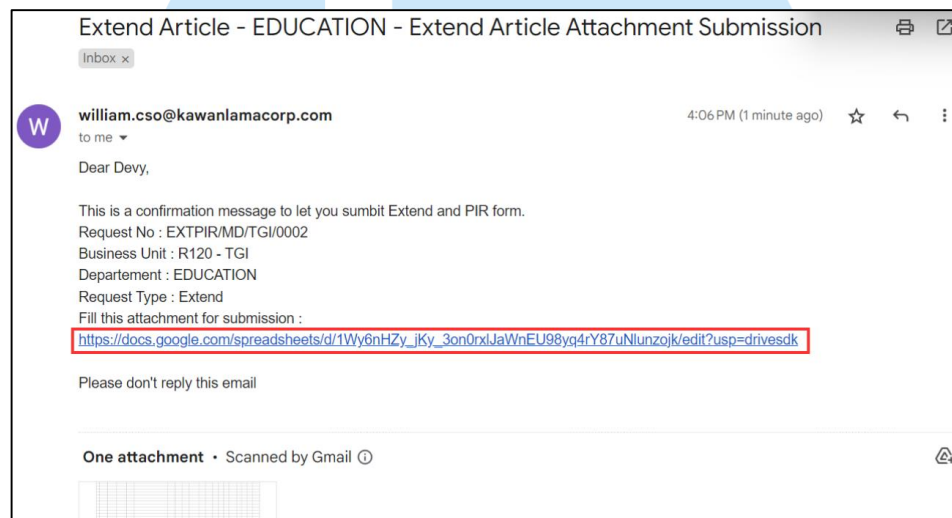 Extend Article - EDUCATION - Extend Article Attachment Submission
Inbox ×
W
william.cso@kawanlamacorp.com
4:06 PM (1 minute ago)
to me
Dear Devy,
This is a confirmation message to let you sumbit Extend and PIR form.
Request No : EXTPIR/MD/TGI/0002
Business Unit : R120 - TGI
Departement : EDUCATION
Request Type : Extend
Fill this attachment for submission :
https://docs.google.com/spreadsheets/d/1Wy6nHZy_jKy_3on0rxlJaWnEU98yq4rY87uNlunzojk/edit?usp=drivesdk
Please don't reply this email
One attachment • Scanned by Gmail